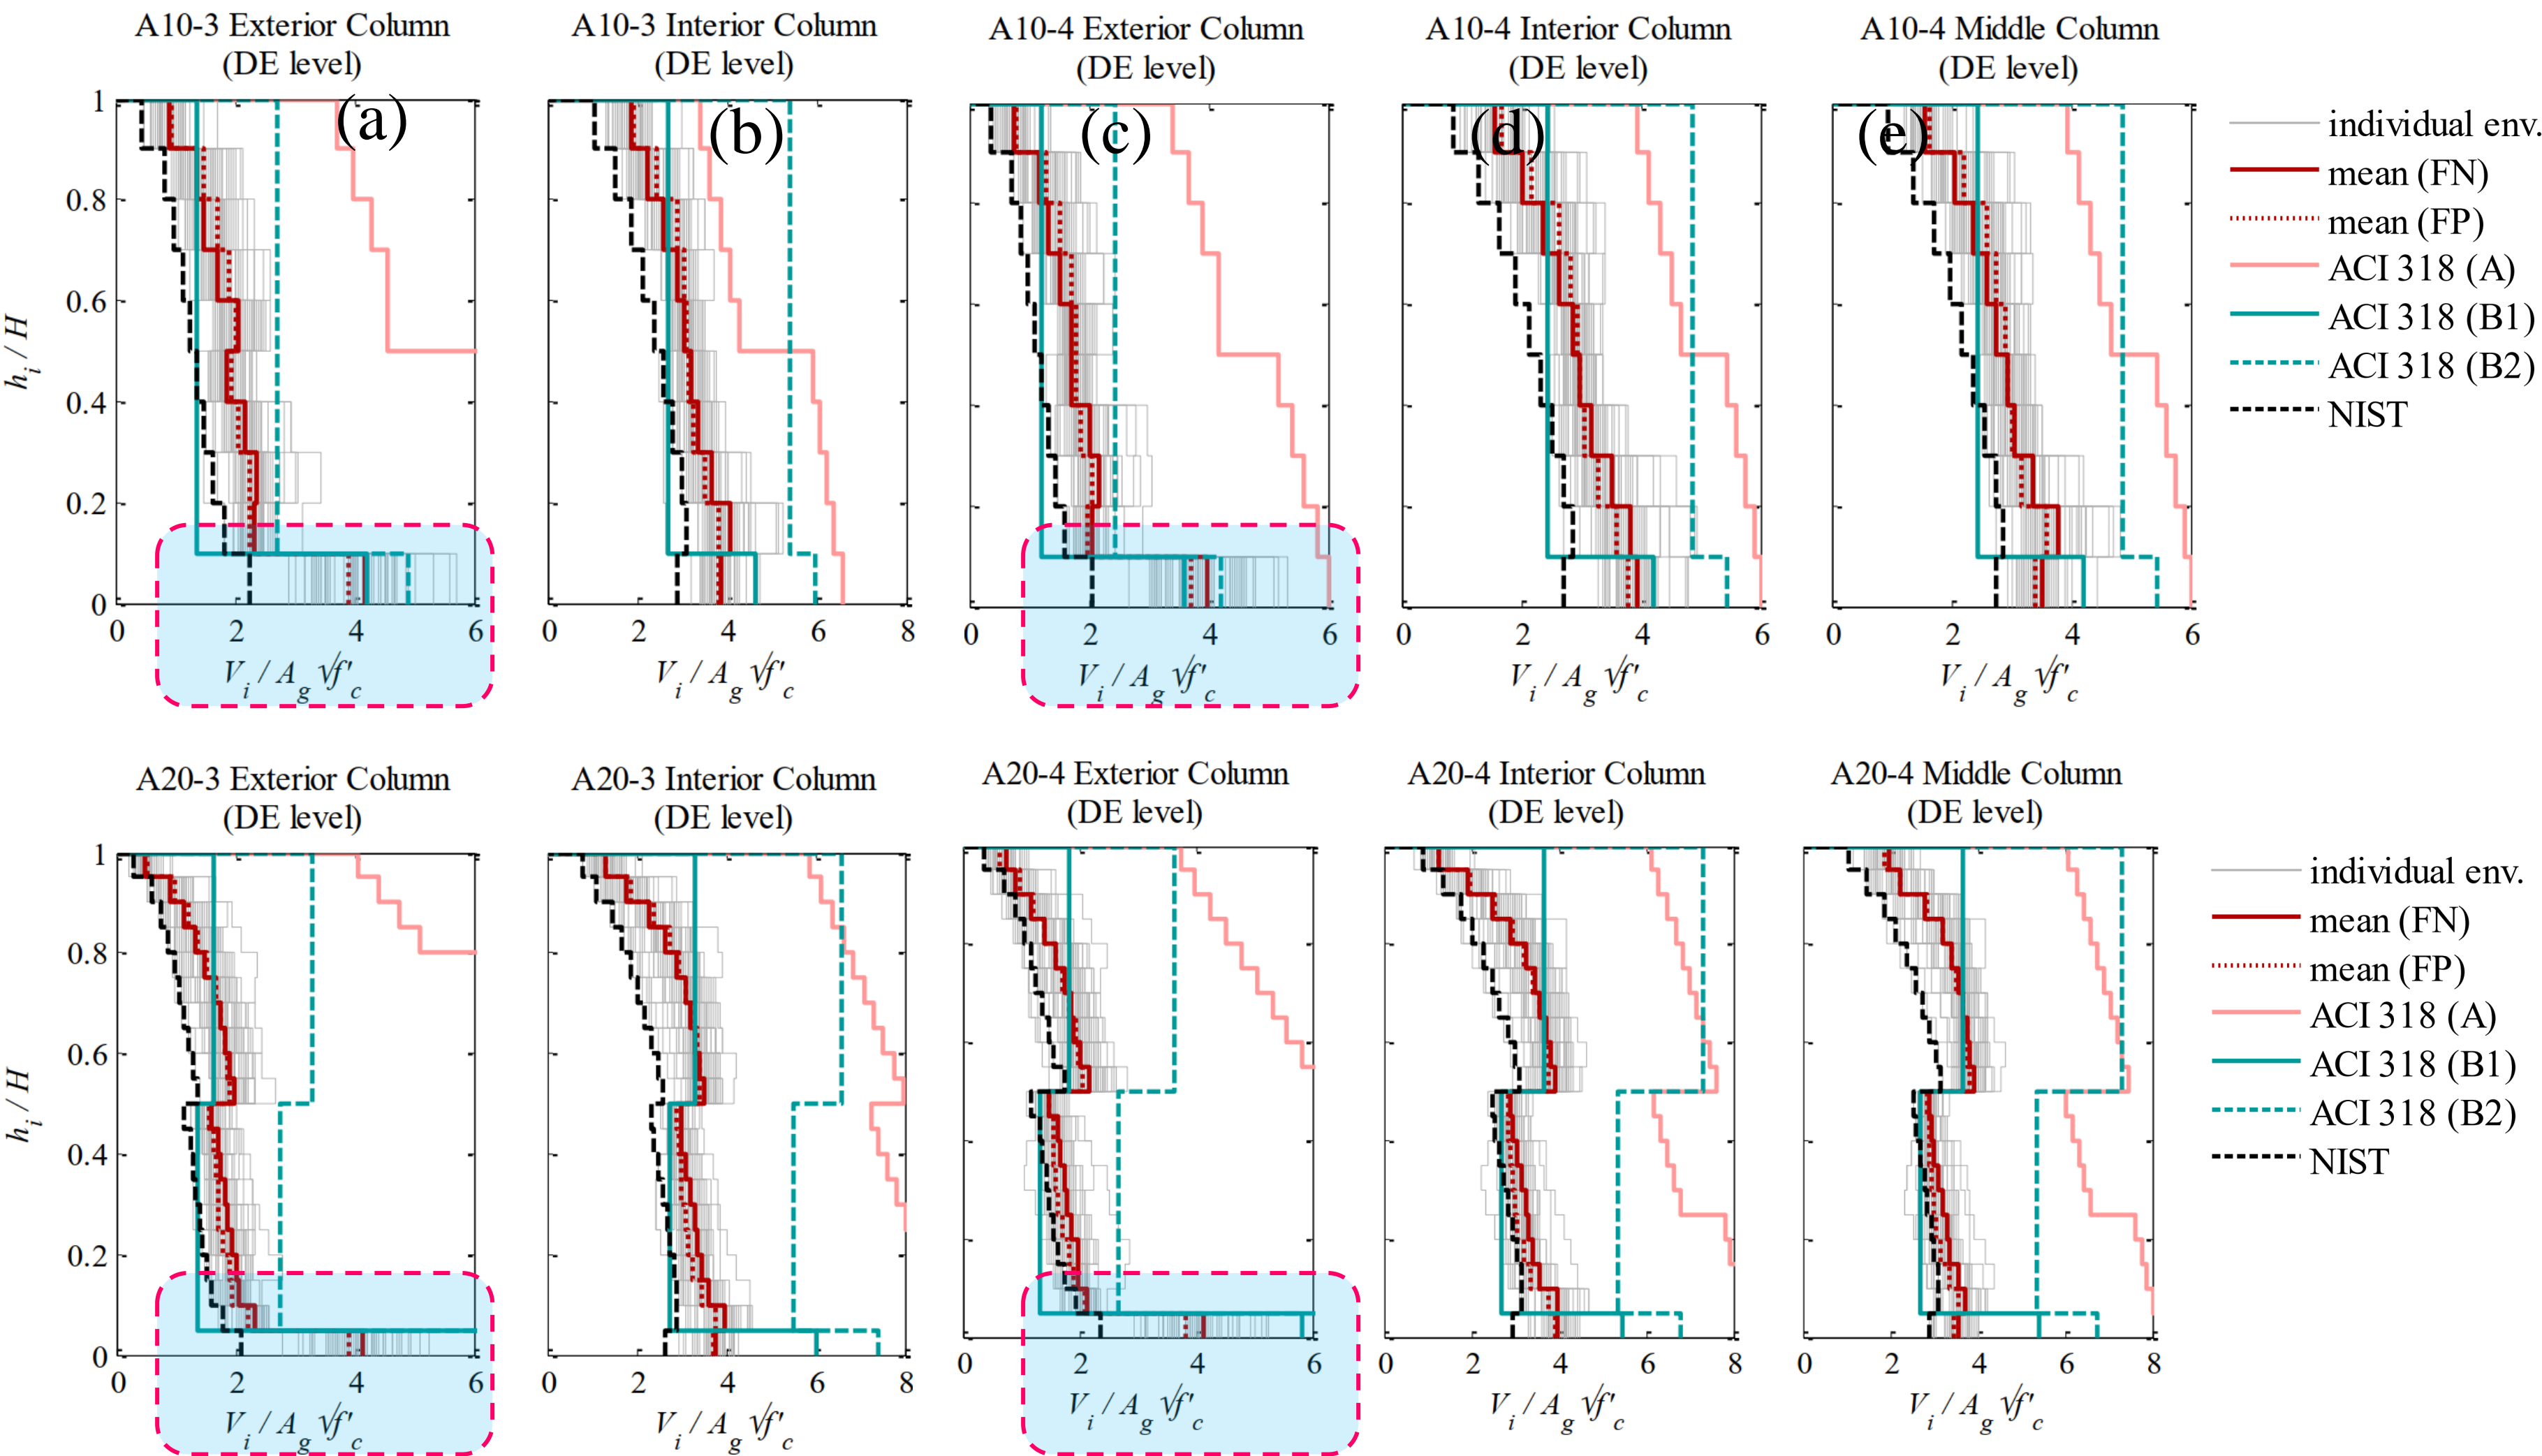 A10-3 Exterior Column
(DE level)
A10-3 Interior Column
(DE level)
A10-4 Exterior Column
(DE level)
A10-4 Interior Column
(DE level)
A10-4 Middle Column
(DE level)
(a)
(b)
(c)
(d)
(e)
h_i / H
1
0.8
0.6
0.4
0.2
0
0 2 4 6
V_i / A_g √f'_c
0 2 4 6 8
V_i / A_g √f'_c
0 2 4 6
V_i / A_g √f'_c
0 2 4 6
V_i / A_g √f'_c
0 2 4 6
V_i / A_g √f'_c
individual env.
mean (FN)
mean (FP)
ACI 318 (A)
ACI 318 (B1)
ACI 318 (B2)
NIST
A20-3 Exterior Column
(DE level)
A20-3 Interior Column
(DE level)
A20-4 Exterior Column
(DE level)
A20-4 Interior Column
(DE level)
A20-4 Middle Column
(DE level)
h_i / H
1
0.8
0.6
0.4
0.2
0
0 2 4 6
V_i / A_g √f'_c
0 2 4 6 8
V_i / A_g √f'_c
0 2 4 6
V_i / A_g √f'_c
0 2 4 6 8
V_i / A_g √f'_c
0 2 4 6 8
V_i / A_g √f'_c
individual env.
mean (FN)
mean (FP)
ACI 318 (A)
ACI 318 (B1)
ACI 318 (B2)
NIST